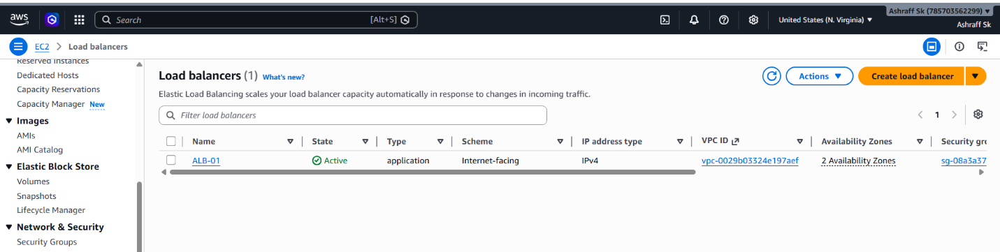 aws
Search
[Alt+S]
United States (N. Virginia)
Ashraff Sk (785703562299)
Ashraff Sk
EC2
Load balancers
Reserved Instances
Dedicated Hosts
Capacity Reservations
Capacity Manager New
Images
AMIs
AMI Catalog
Elastic Block Store
Volumes
Snapshots
Lifecycle Manager
Network & Security
Security Groups
Load balancers (1) What's new?
Actions
Create load balancer
Elastic Load Balancing scales your load balancer capacity automatically in response to changes in incoming traffic.
Filter load balancers
1
Name State Type Scheme IP address type VPC ID Availability Zones Security gro
ALB-01 Active application Internet-facing IPv4 vpc-0029b03324e197aef 2 Availability Zones sg-08a3a37